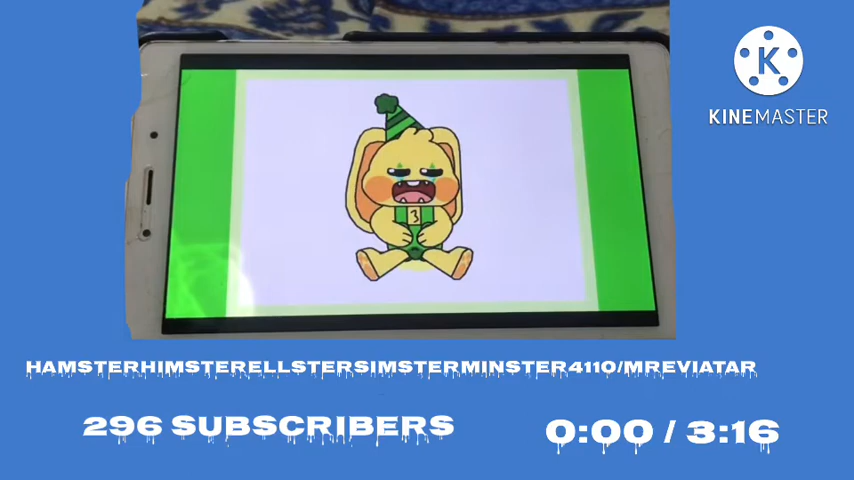 KINEMASTER
HAMSTERHIMSTERELLSTERSIMSTERMINSTER4110/MREVIATAR
296 SUBSCRIBERS
0:00 / 3:16